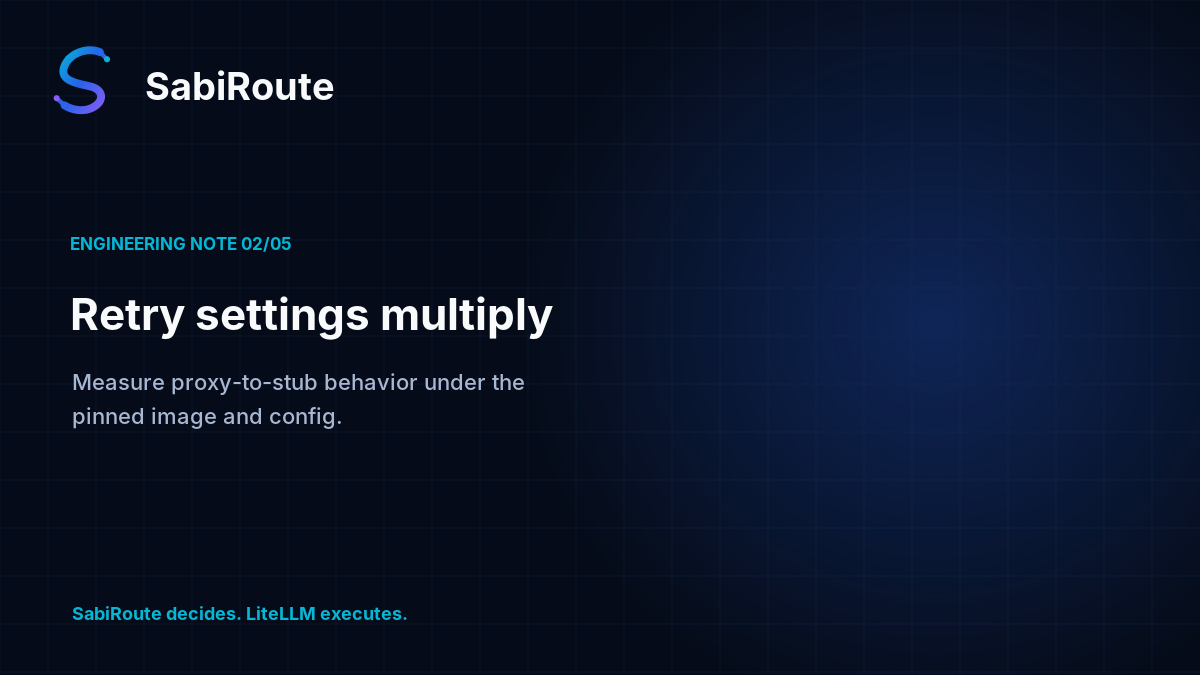 SabiRoute
ENGINEERING NOTE 02/05
Retry settings multiply
Measure proxy-to-stub behavior under the
pinned image and config.
SabiRoute decides. LiteLLM executes.